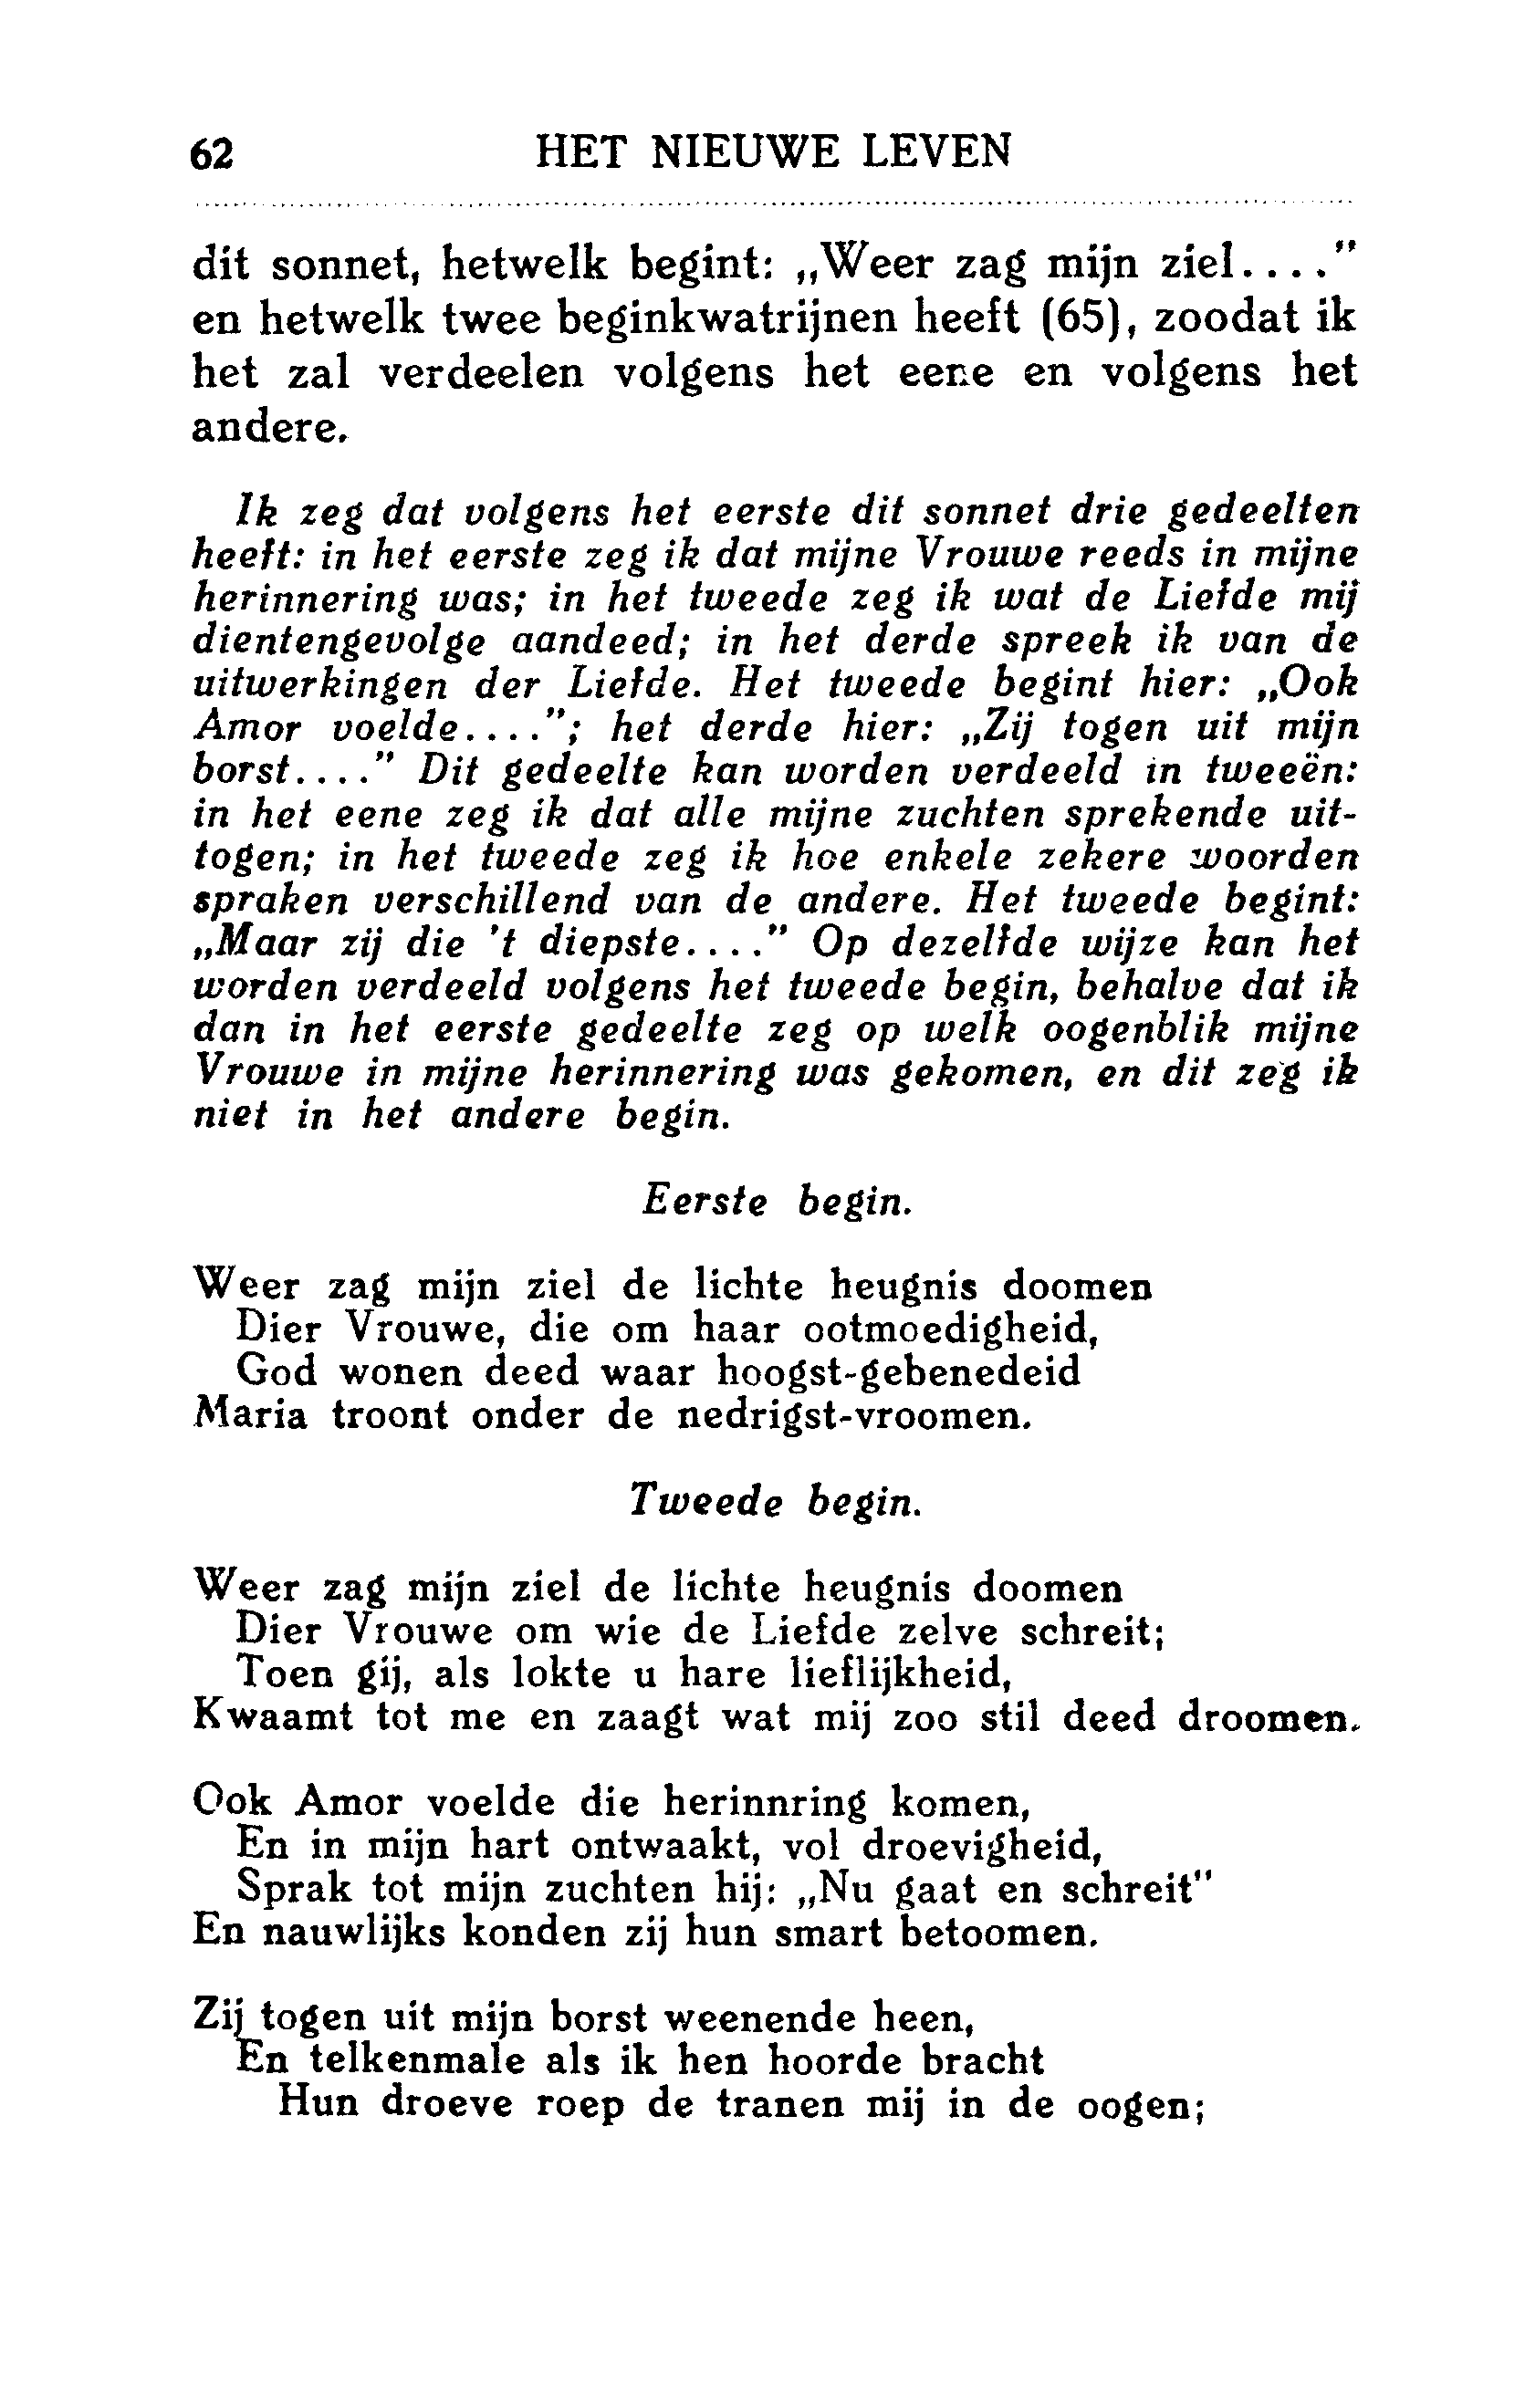 62 HET NIEUWE LEVEN
dit sonnet, hetwelk begint: „Weer zag mijn ziel...."
en hetwelk twee beginkwatrijnen heeft (65), zoodat ik
het zal verdeelen volgens het eene en volgens het
andere.
Ik zeg dat volgens het eerste dit sonnet drie gedeelten
heeft: in het eerste zeg ik dat mijne Vrouwe reeds in mijne
herinnering was; in het tweede zeg ik wat de Liefde mij
dientengevolge aandeed; in het derde spreek ik van de
uitwerkingen der Liefde. Het tweede begint hier: „Ook
Amor voelde...."; het derde hier: „Zij togen uit mijn
borst...." Dit gedeelte kan worden verdeeld in tweeën:
in het eene zeg ik dat alle mijne zuchten sprekende uit-
togen; in het tweede zeg ik hoe enkele zekere woorden
spraken verschillend van de andere. Het tweede begint:
„Maar zij die 't diepste...." Op dezelfde wijze kan het
worden verdeeld volgens het tweede begin, behalve dat ik
dan in het eerste gedeelte zeg op welk oogenblik mijne
Vrouwe in mijne herinnering was gekomen, en dit zeg ik
niet in het andere begin.
Eerste begin.
Weer zag mijn ziel de lichte heugnis doomen
Dier Vrouwe, die om haar ootmoedigheid,
God wonen deed waar hoogst-gebenedeid
Maria troont onder de nedrigst-vroomen.
Tweede begin.
Weer zag mijn ziel de lichte heugnis doomen
Dier Vrouwe om wie de Liefde zelve schreit;
Toen gij, als lokte u hare lieflijkheid,
Kwaamt tot me en zaagt wat mij zoo stil deed droomen.
Ook Amor voelde die herinnring komen,
En in mijn hart ontwaakt, vol droevigheid,
Sprak tot mijn zuchten hij: „Nu gaat en schreit"
En nauwlijks konden zij hun smart betoomen.
Zij togen uit mijn borst weenende heen,
En telkenmale als ik hen hoorde bracht
Hun droeve roep de tranen mij in de oogen;